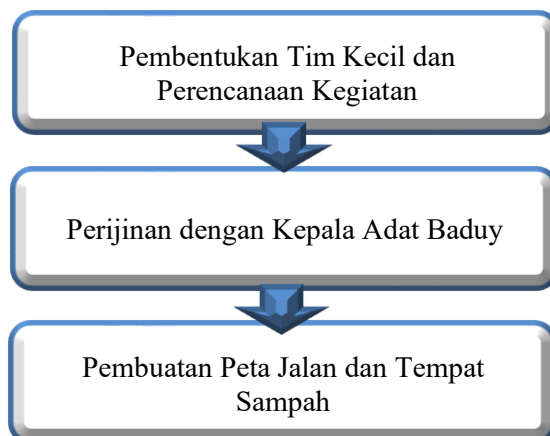 Pembentukan Tim Kecil dan
Perencanaan Kegiatan
Perijinan dengan Kepala Adat Baduy
Pembuatan Peta Jalan dan Tempat
Sampah